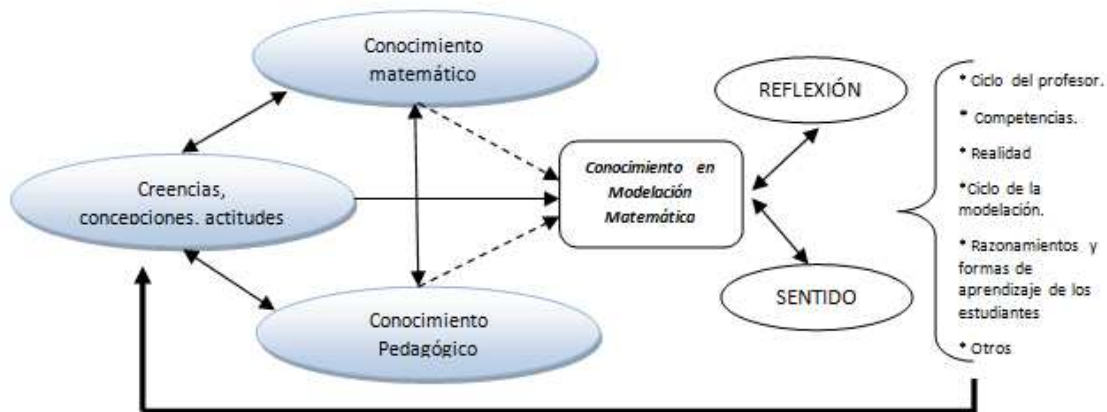 Conocimiento
matemático
Creencias,
concepciones, actitudes
Conocimiento
Pedagógico
Conocimiento en
Modelación
Matemática
REFLEXIÓN
SENTIDO
* Ciclo del profesor.
* Competencias.
* Realidad
*Ciclo de la
modelación.
* Razonamientos y
formas de
aprendizaje de los
estudiantes
* Otros